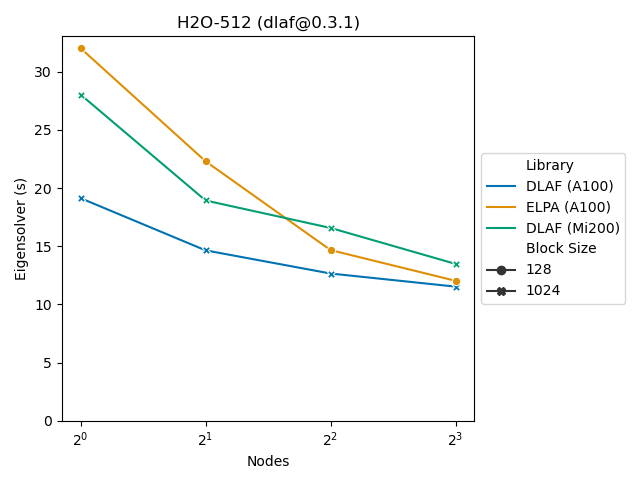 H2O-512 (dlaf@0.3.1)
Eigensolver (s)
30
25
20
15
10
5
0
2^0 2^1 2^2 2^3
Nodes
Library
DLAF (A100)
ELPA (A100)
DLAF (Mi200)
Block Size
128
1024